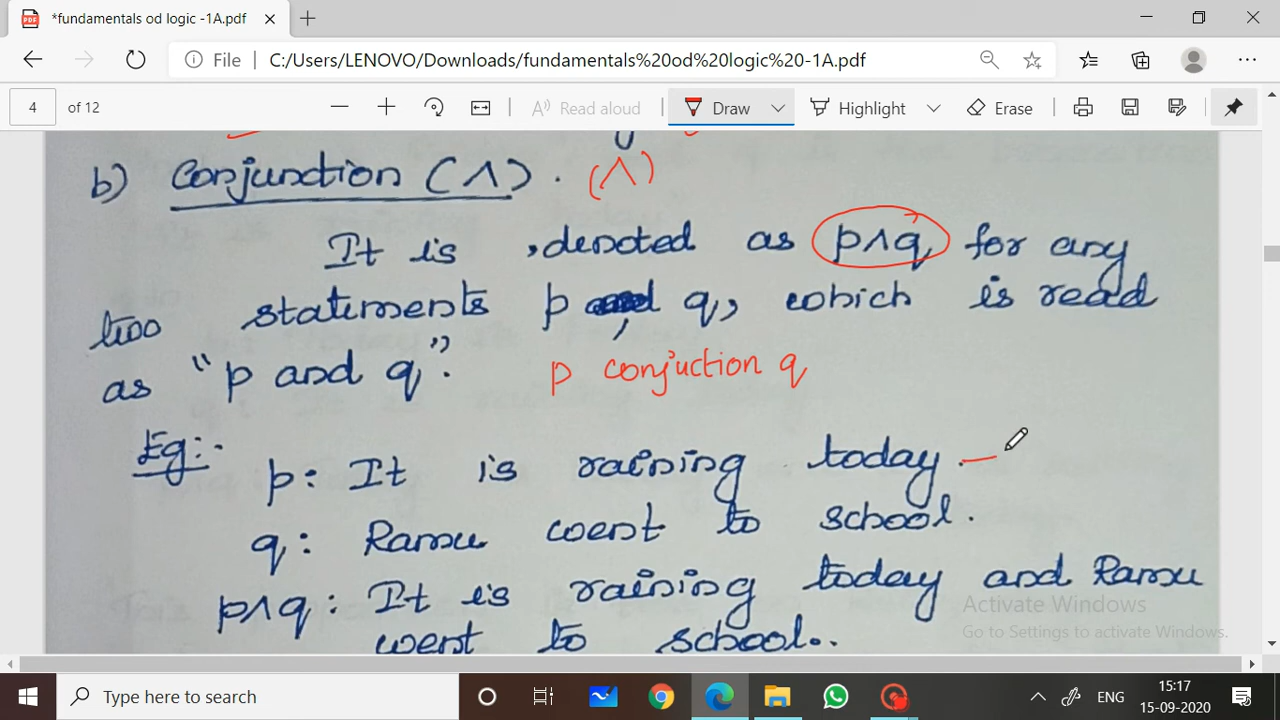 *fundamentals od logic -1A.pdf
File C:/Users/LENOVO/Downloads/fundamentals%20od%20logic%20-1A.pdf
4 of 12 Read aloud Draw Highlight Erase
b) Conjunction (∧). (∧)
It is denoted as p∧q for any
two statements p, q, which is read
as "p and q". p conjuction q
Eg:-
p: It is raining today.
q: Ramu went to school.
p∧q: It is raining today and Ramu
went to school..
Activate Windows
Go to Settings to activate Windows.
Type here to search ENG 15:17
15-09-2020